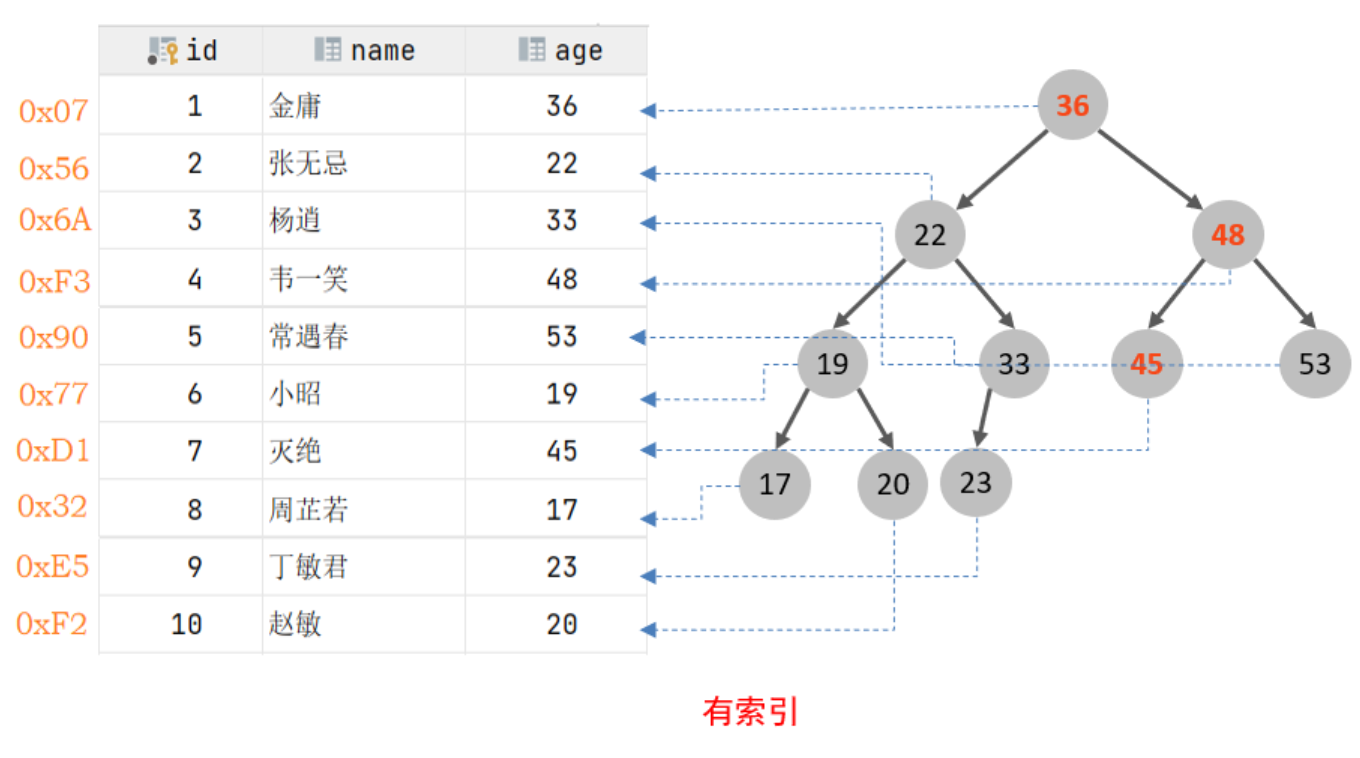 id name age
0x07 1 金庸 36
0x56 2 张无忌 22
0x6A 3 杨逍 33
0xF3 4 韦一笑 48
0x90 5 常遇春 53
0x77 6 小昭 19
0xD1 7 灭绝 45
0x32 8 周芷若 17
0xE5 9 丁敏君 23
0xF2 10 赵敏 20
36
22 48
19 33 45 53
17 20 23
有索引